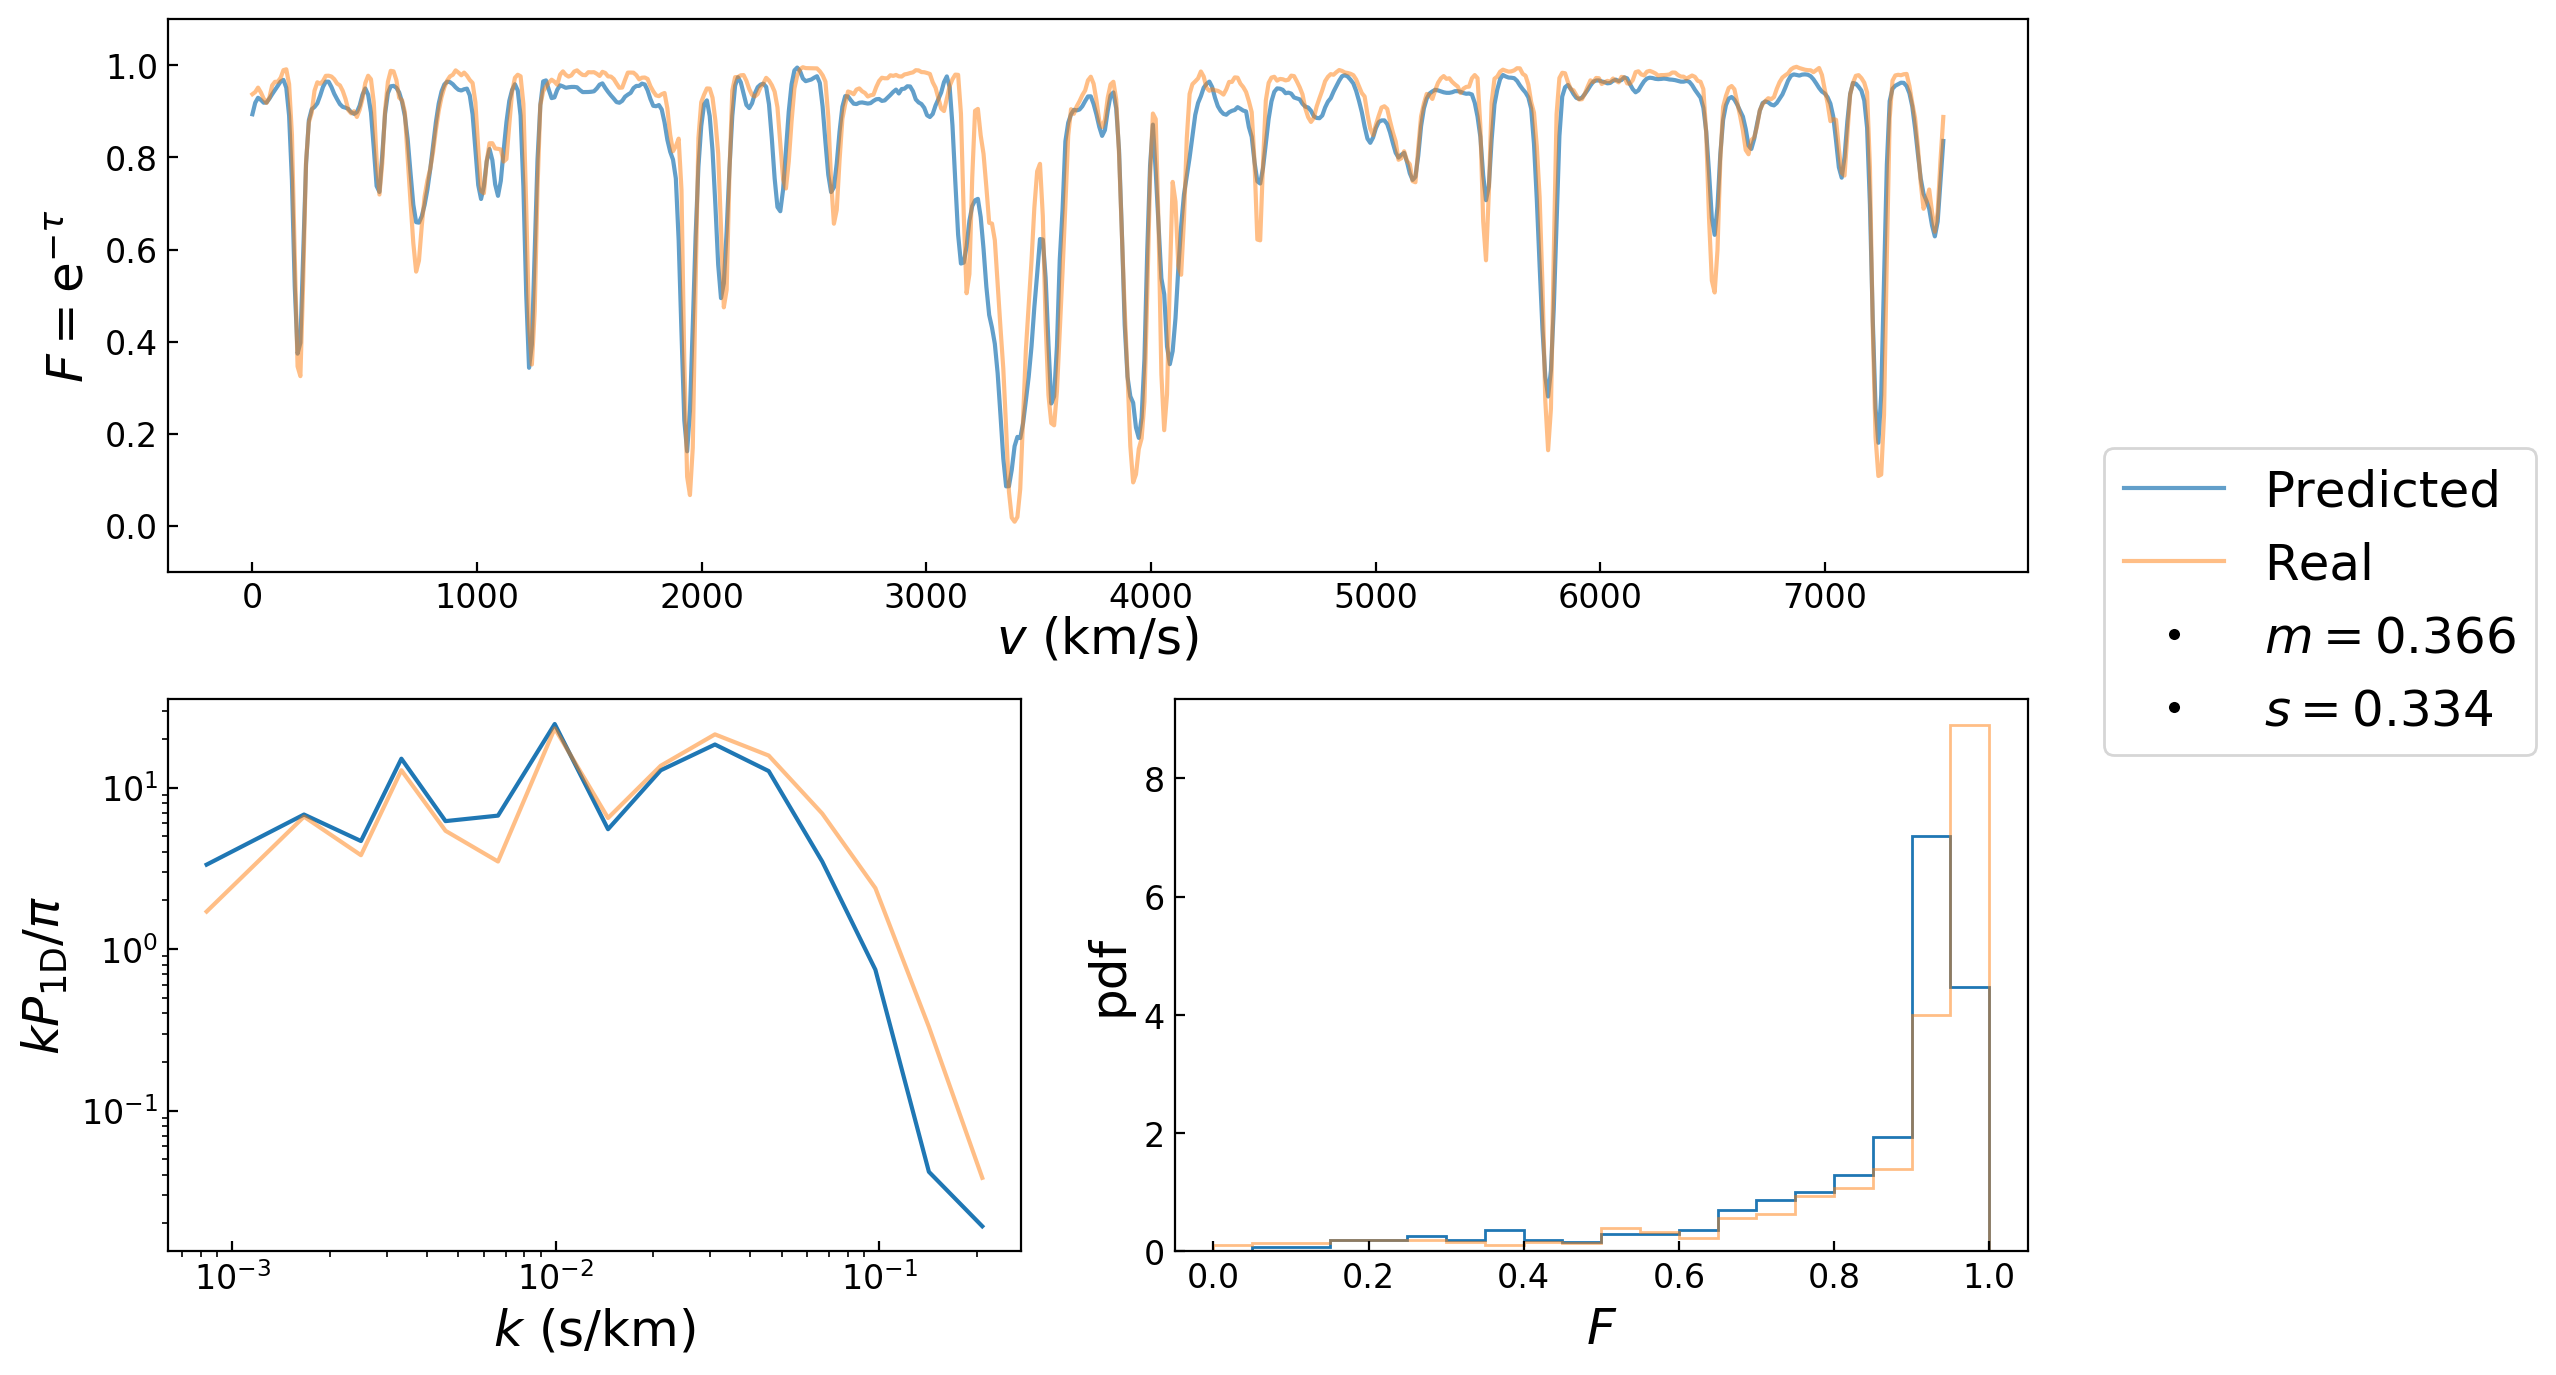 1.0
0.8
0.6
0.4
0.2
0.0
F = e^{−τ}
0 1000 2000 3000 4000 5000 6000 7000
v (km/s)
Predicted
Real
m = 0.366
s = 0.334
10^1
10^0
10^{−1}
kP_{1D}/π
10^{−3} 10^{−2} 10^{−1}
k (s/km)
8
6
4
2
0
pdf
0.0 0.2 0.4 0.6 0.8 1.0
F